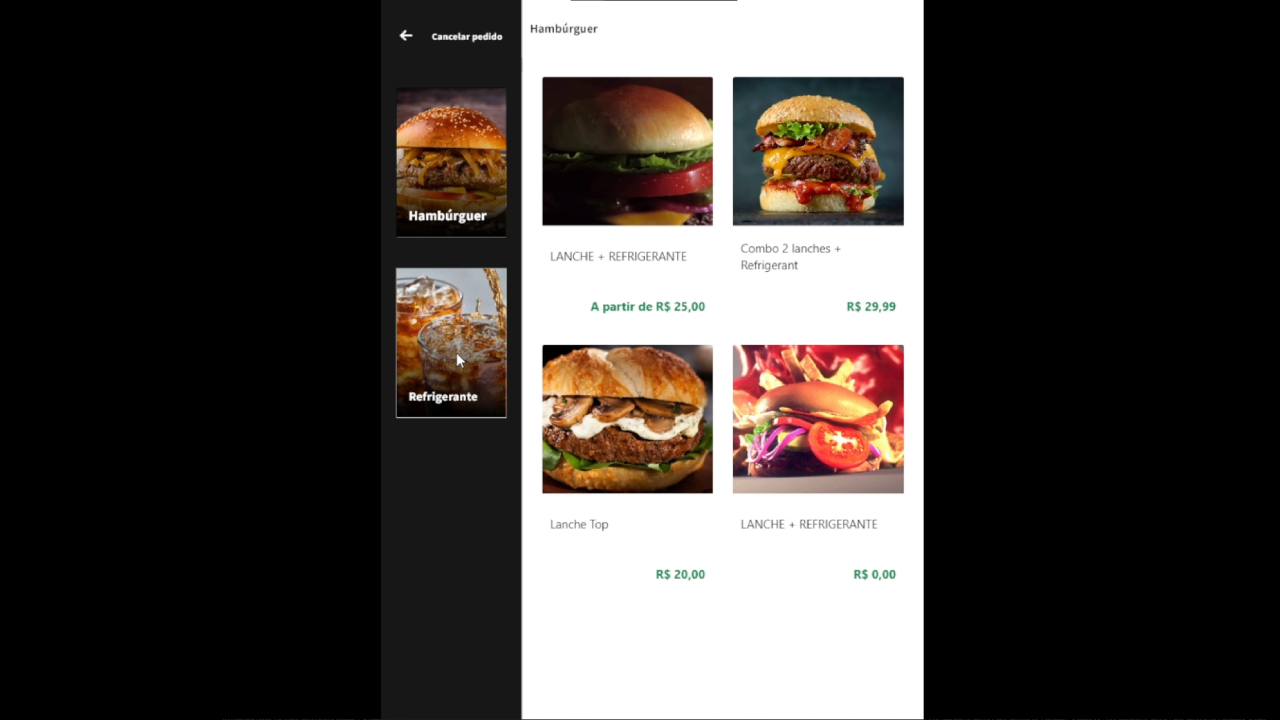 Cancelar pedido
Hambúrguer
Hambúrguer
Refrigerante
LANCHE + REFRIGERANTE
A partir de R$ 25,00
Combo 2 lanches +
Refrigerant
R$ 29,99
Lanche Top
R$ 20,00
LANCHE + REFRIGERANTE
R$ 0,00